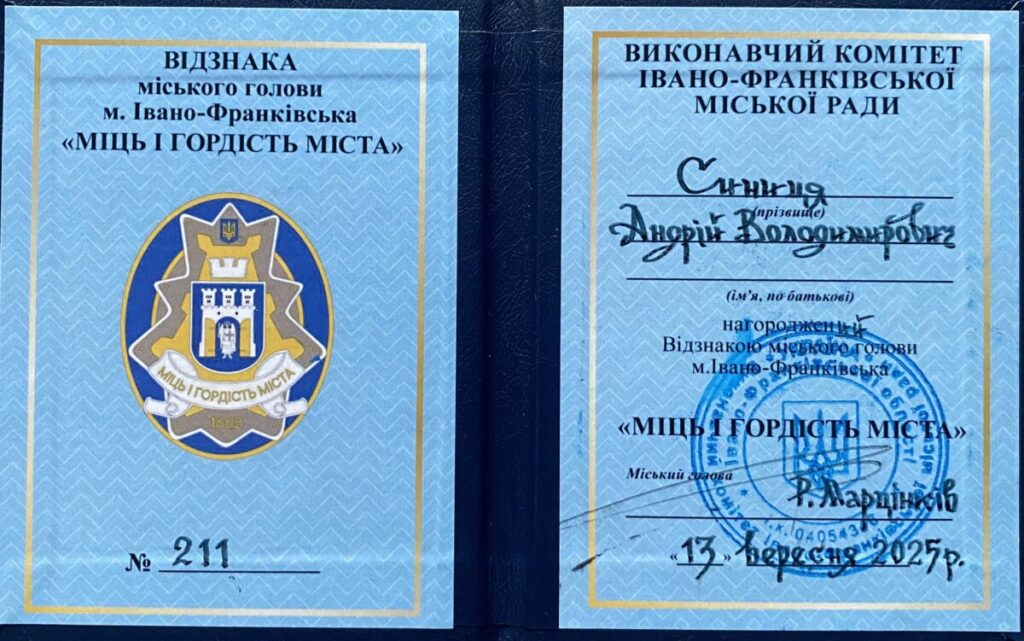 ВІДЗНАКА
міського голови
м. Івано-Франківська
«МІЦЬ І ГОРДІСТЬ МІСТА»
МІЦЬ І ГОРДІСТЬ МІСТА
1662
№ 211
ВИКОНАВЧИЙ КОМІТЕТ
ІВАНО-ФРАНКІВСЬКОЇ
МІСЬКОЇ РАДИ
Синиця
(прізвище)
Андрій Володимирович
(ім’я, по батькові)
нагороджений
Відзнакою міського голови
м.Івано-Франківська
«МІЦЬ І ГОРДІСТЬ МІСТА»
Міський голова
Р. Марцінків
«13» вересня 2025р.